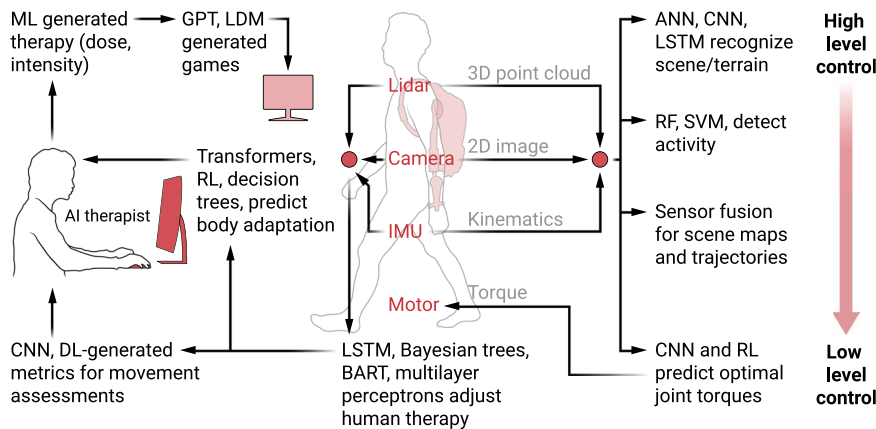 ML generated
therapy (dose,
intensity)
GPT, LDM
generated
games
AI therapist
Transformers,
RL, decision
trees, predict
body adaptation
CNN, DL-generated
metrics for movement
assessments
Lidar
3D point cloud
Camera
2D image
IMU
Kinematics
Motor
Torque
LSTM, Bayesian trees,
BART, multilayer
perceptrons adjust
human therapy
ANN, CNN,
LSTM recognize
scene/terrain
RF, SVM, detect
activity
Sensor fusion
for scene maps
and trajectories
CNN and RL
predict optimal
joint torques
High
level
control
Low
level
control